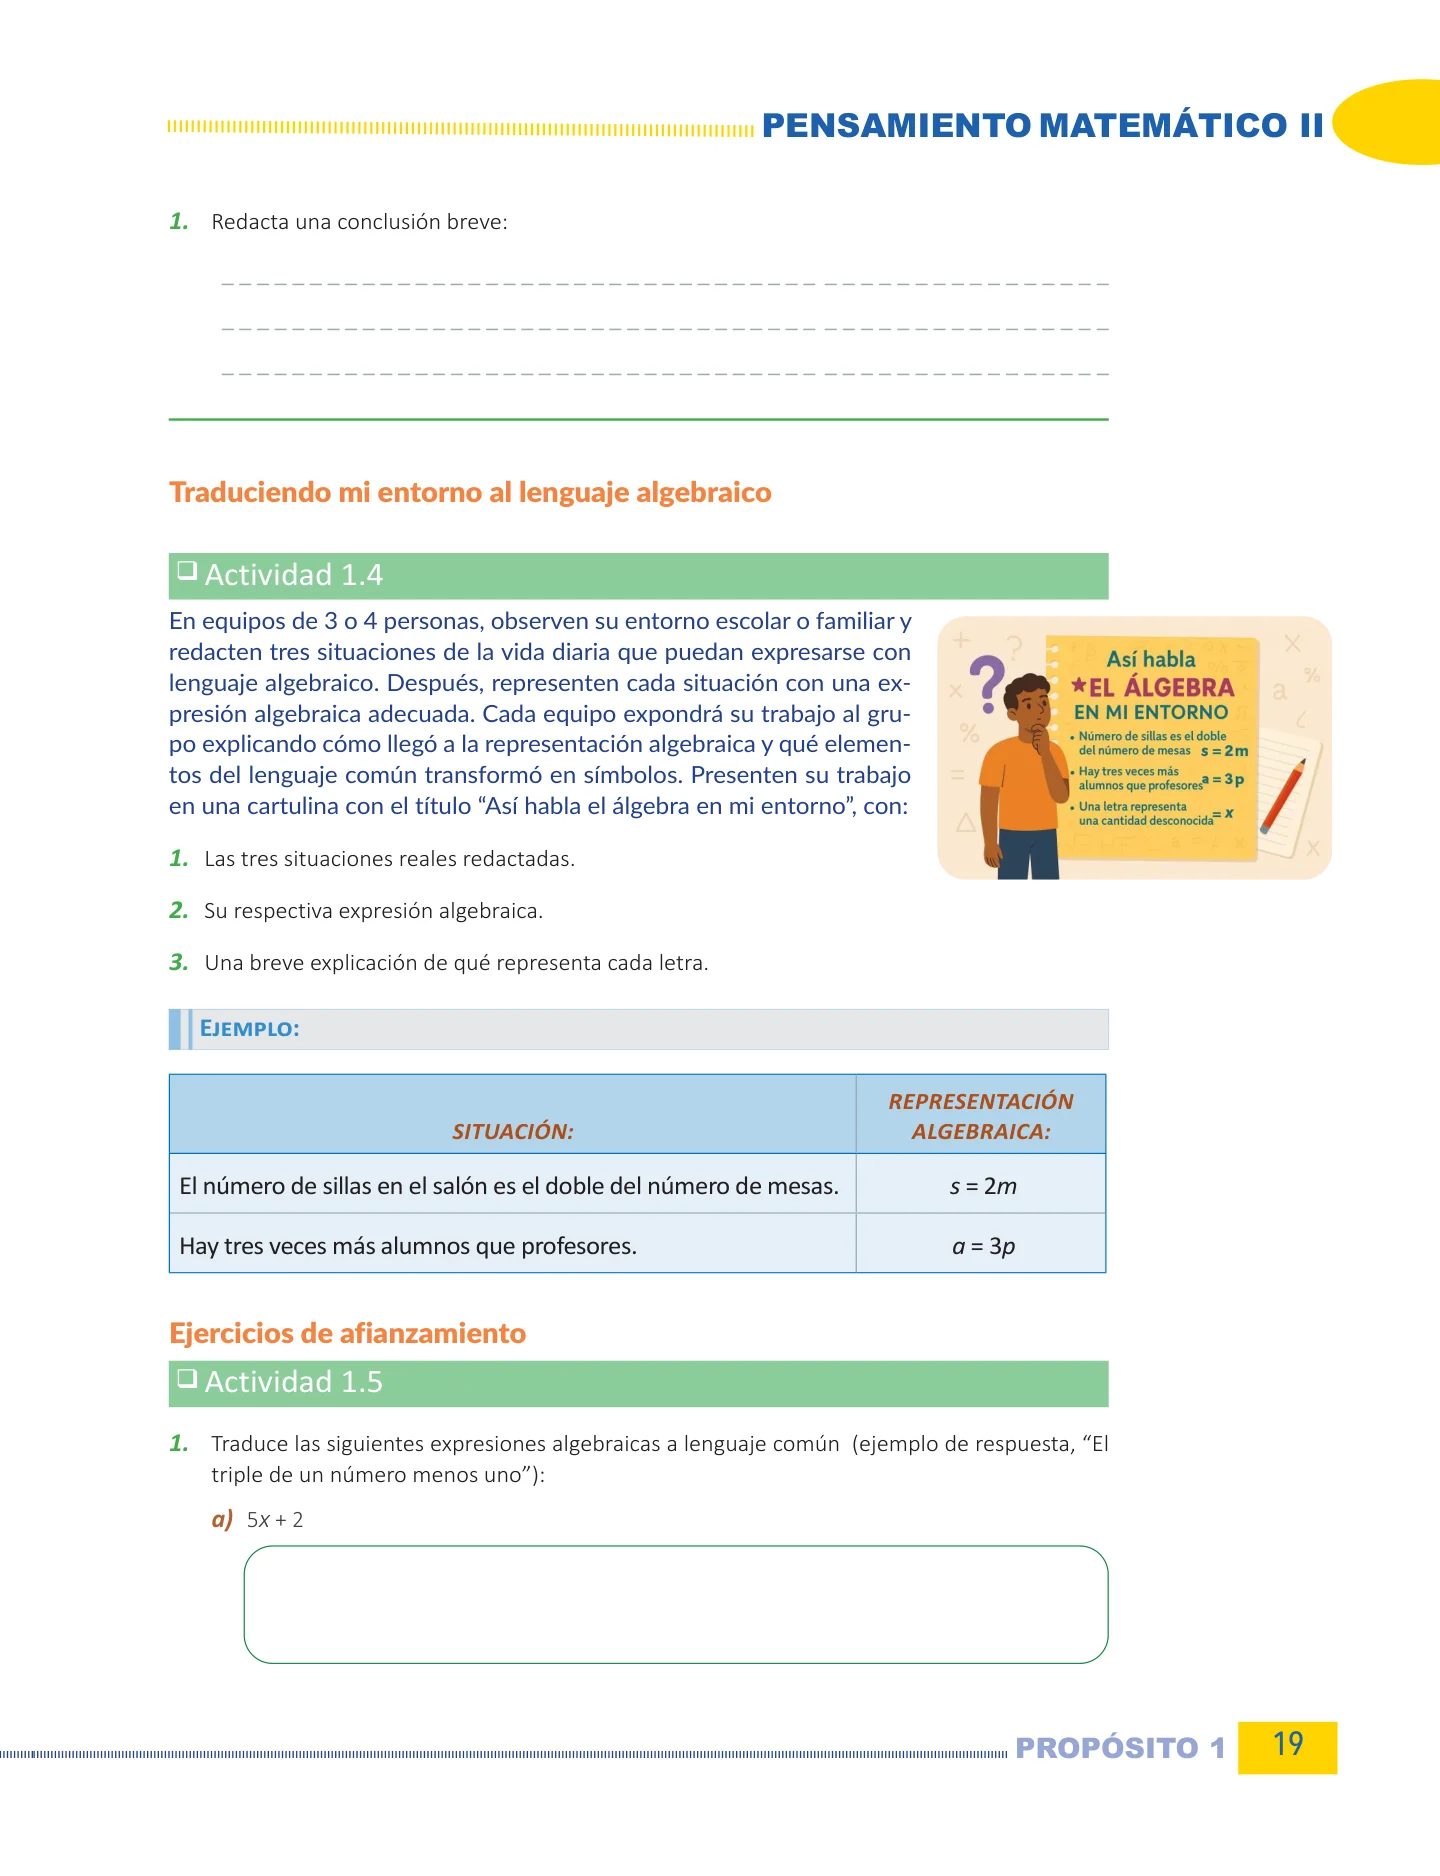 PENSAMIENTO MATEMÁTICO II
1. Redacta una conclusión breve:
Traduciendo mi entorno al lenguaje algebraico
❑ Actividad 1.4
En equipos de 3 o 4 personas, observen su entorno escolar o familiar y
redacten tres situaciones de la vida diaria que puedan expresarse con
lenguaje algebraico. Después, representen cada situación con una ex-
presión algebraica adecuada. Cada equipo expondrá su trabajo al gru-
po explicando cómo llegó a la representación algebraica y qué elemen-
tos del lenguaje común transformó en símbolos. Presenten su trabajo
en una cartulina con el título “Así habla el álgebra en mi entorno”, con:
Así habla
★EL ÁLGEBRA
EN MI ENTORNO
• Número de sillas es el doble
del número de mesas s = 2m
• Hay tres veces más
alumnos que profesores a = 3p
• Una letra representa
una cantidad desconocida = x
1. Las tres situaciones reales redactadas.
2. Su respectiva expresión algebraica.
3. Una breve explicación de qué representa cada letra.
EJEMPLO:
SITUACIÓN:
REPRESENTACIÓN
ALGEBRAICA:
El número de sillas en el salón es el doble del número de mesas.
s = 2m
Hay tres veces más alumnos que profesores.
a = 3p
Ejercicios de afianzamiento
❑ Actividad 1.5
1. Traduce las siguientes expresiones algebraicas a lenguaje común (ejemplo de respuesta, “El
triple de un número menos uno”):
a) 5x + 2
PROPÓSITO 1
19